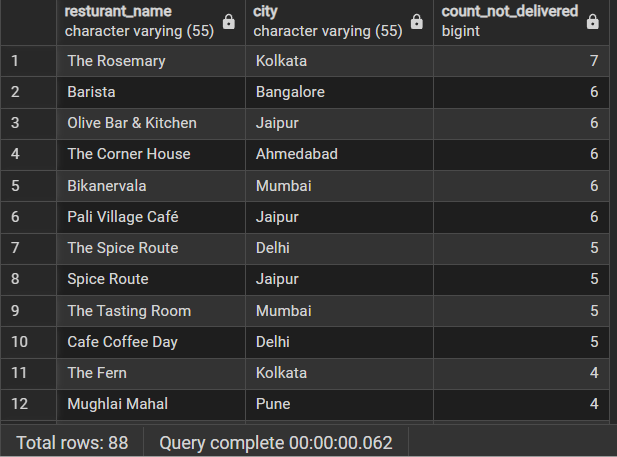 resturant_name city count_not_delivered
character varying (55) character varying (55) bigint
1 The Rosemary Kolkata 7
2 Barista Bangalore 6
3 Olive Bar & Kitchen Jaipur 6
4 The Corner House Ahmedabad 6
5 Bikanervala Mumbai 6
6 Pali Village Café Jaipur 6
7 The Spice Route Delhi 5
8 Spice Route Jaipur 5
9 The Tasting Room Mumbai 5
10 Cafe Coffee Day Delhi 5
11 The Fern Kolkata 4
12 Mughlai Mahal Pune 4
Total rows: 88 Query complete 00:00:00.062